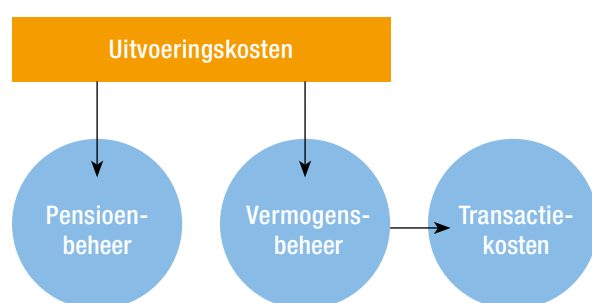 Uitvoeringskosten
Pensioen-
beheer
Vermogens-
beheer
Transactie-
kosten